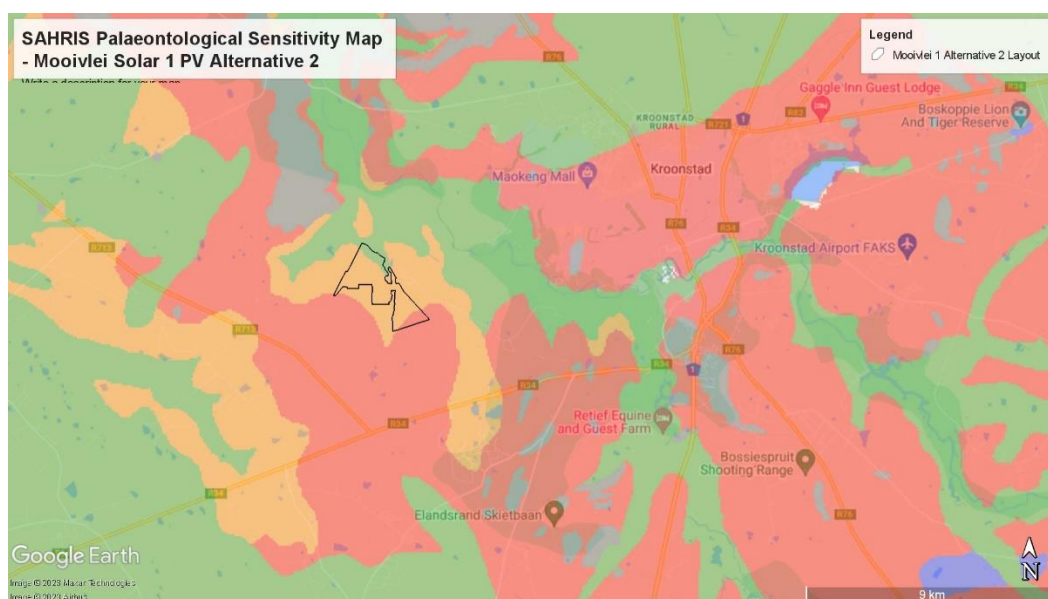 SAHRIS Palaeontological Sensitivity Map
- Mooivlei Solar 1 PV Alternative 2
Write a description for your map.
Legend
Mooivlei 1 Alternative 2 Layout
R76
R34
Gaggle Inn Guest Lodge
R82
Boskoppie Lion
And Tiger Reserve
KROONSTAD
RURAL
R721
1
Kroonstad
Maokeng Mall
R76
R34
Kroonstad Airport FAKS
R713
R713
R34
R76
1
R34
R34
Retief Equine
and Guest Farm
Bossiespruit
Shooting Range
R34
Elandsrand Skietbaan
R76
Google Earth
Image © 2023 Maxar Technologies
Image © 2023 Airbus
N
9 km